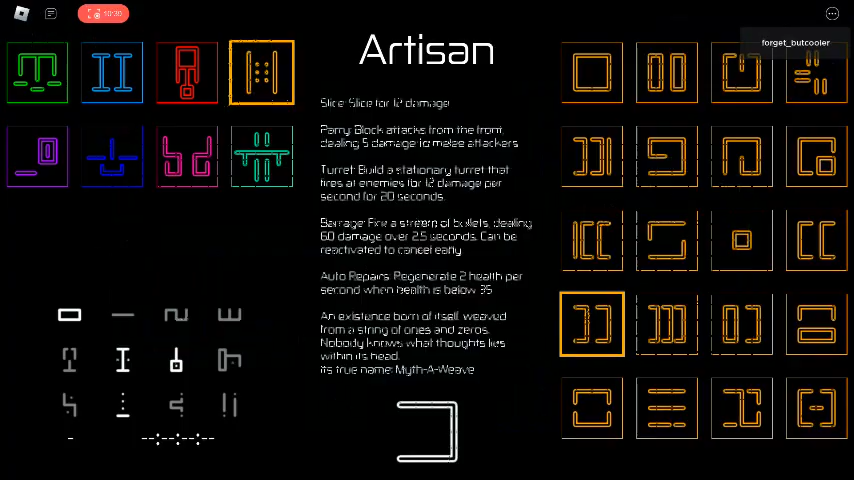 10:30
forget_butcooler
Artisan
Slice: Slice for 12 damage
Parry: Block attacks from the front,
dealing 5 damage to melee attackers
Turret: Build a stationary turret that
fires at enemies for 12 damage per
second for 20 seconds.
Barrage: Fire a stream of bullets, dealing
60 damage over 2.5 seconds. Can be
reactivated to cancel early
Auto Repairs: Regenerate 2 health per
second when health is below 35
An existence born of itself, weaved
from a string of ones and zeros.
Nobody knows what thoughts lies
within its head.
Its true name: Myth-A-Weave
- --:--:--:--